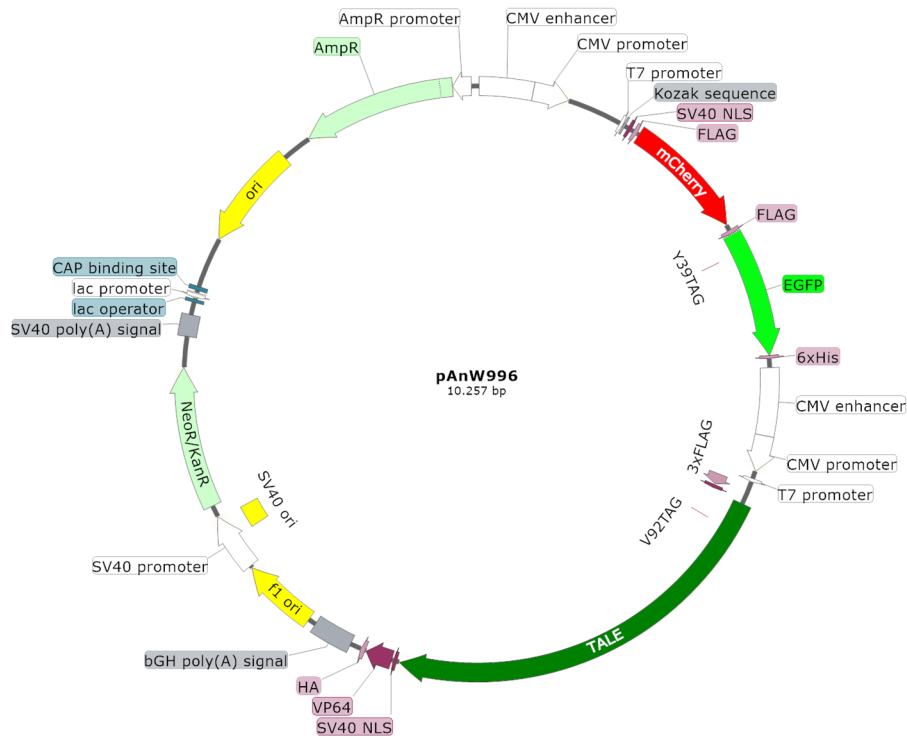 AmpR promoter
CMV enhancer
AmpR
CMV promoter
T7 promoter
Kozak sequence
SV40 NLS
FLAG
mCherry
ori
FLAG
Y39TAG
EGFP
CAP binding site
lac promoter
lac operator
SV40 poly(A) signal
6xHis
pAnW996
10.257 bp
NeoR/KanR
CMV enhancer
3xFLAG
CMV promoter
T7 promoter
SV40 ori
V92TAG
SV40 promoter
f1 ori
TALE
bGH poly(A) signal
HA
VP64
SV40 NLS